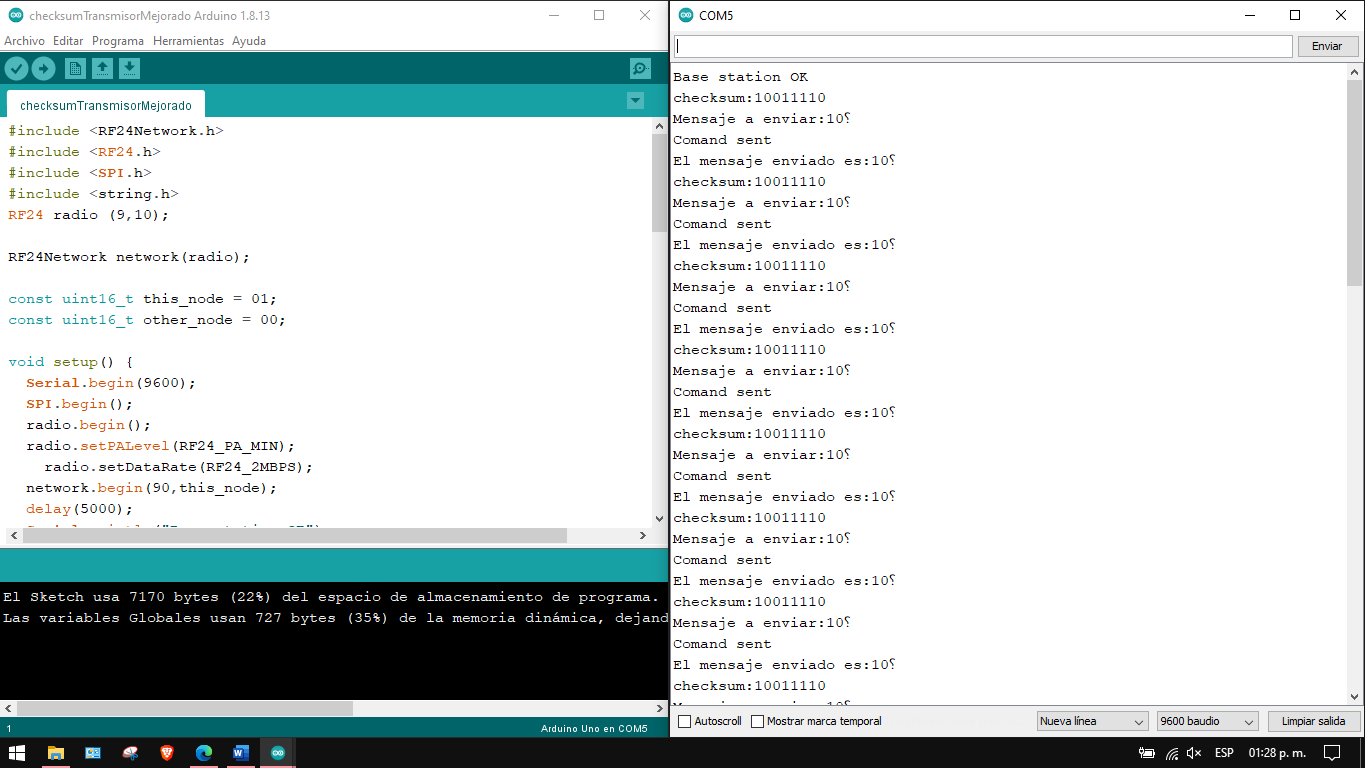 checksumTransmisorMejorado Arduino 1.8.13
Archivo Editar Programa Herramientas Ayuda
checksumTransmisorMejorado
#include <RF24Network.h>
#include <RF24.h>
#include <SPI.h>
#include <string.h>
RF24 radio (9,10);
RF24Network network(radio);
const uint16_t this_node = 01;
const uint16_t other_node = 00;
void setup() {
Serial.begin(9600);
SPI.begin();
radio.begin();
radio.setPALevel(RF24_PA_MIN);
radio.setDataRate(RF24_2MBPS);
network.begin(90,this_node);
delay(5000);
El Sketch usa 7170 bytes (22%) del espacio de almacenamiento de programa.
Las variables Globales usan 727 bytes (35%) de la memoria dinámica, dejand
1
Arduino Uno en COM5
COM5
Enviar
Base station OK
checksum:10011110
Mensaje a enviar:10⸮
Comand sent
El mensaje enviado es:10⸮
checksum:10011110
Mensaje a enviar:10⸮
Comand sent
El mensaje enviado es:10⸮
checksum:10011110
Mensaje a enviar:10⸮
Comand sent
El mensaje enviado es:10⸮
checksum:10011110
Mensaje a enviar:10⸮
Comand sent
El mensaje enviado es:10⸮
checksum:10011110
Mensaje a enviar:10⸮
Comand sent
El mensaje enviado es:10⸮
checksum:10011110
Mensaje a enviar:10⸮
Comand sent
El mensaje enviado es:10⸮
checksum:10011110
Mensaje a enviar:10⸮
Comand sent
El mensaje enviado es:10⸮
checksum:10011110
Autoscroll Mostrar marca temporal
Nueva línea
9600 baudio
Limpiar salida
ESP 01:28 p. m.